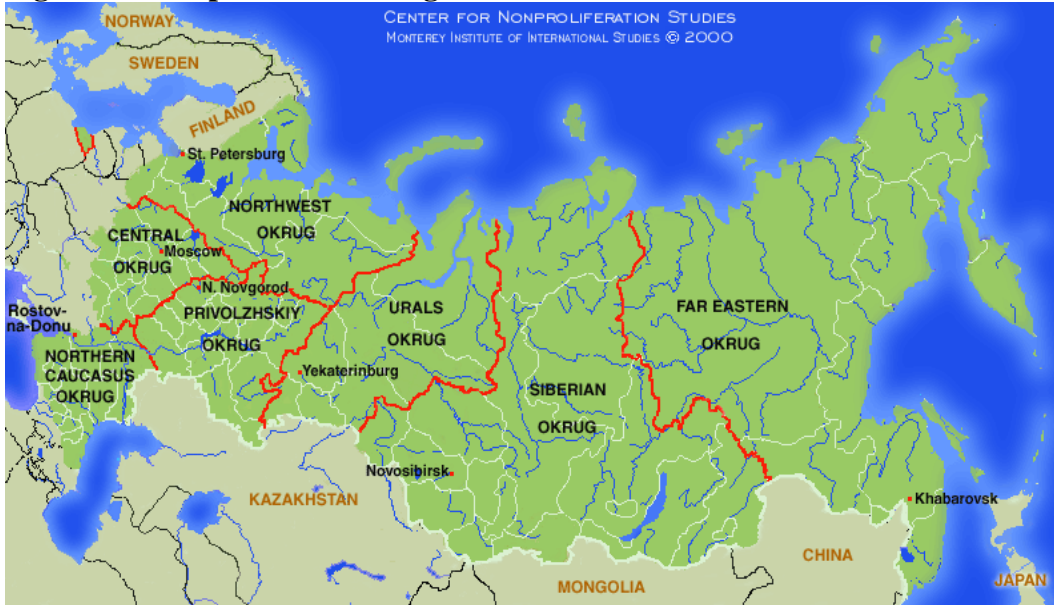 CENTER FOR NONPROLIFERATION STUDIES
MONTEREY INSTITUTE OF INTERNATIONAL STUDIES © 2000
NORWAY
SWEDEN
FINLAND
St. Petersburg
NORTHWEST
OKRUG
CENTRAL
Moscow
OKRUG
N. Novgorod
Rostov-
na-Donu
PRIVOLZHSKIY
OKRUG
URALS
OKRUG
FAR EASTERN
OKRUG
NORTHERN
CAUCASUS
OKRUG
Yekaterinburg
SIBERIAN
OKRUG
Novosibirsk
KAZAKHSTAN
Khabarovsk
CHINA
MONGOLIA
JAPAN